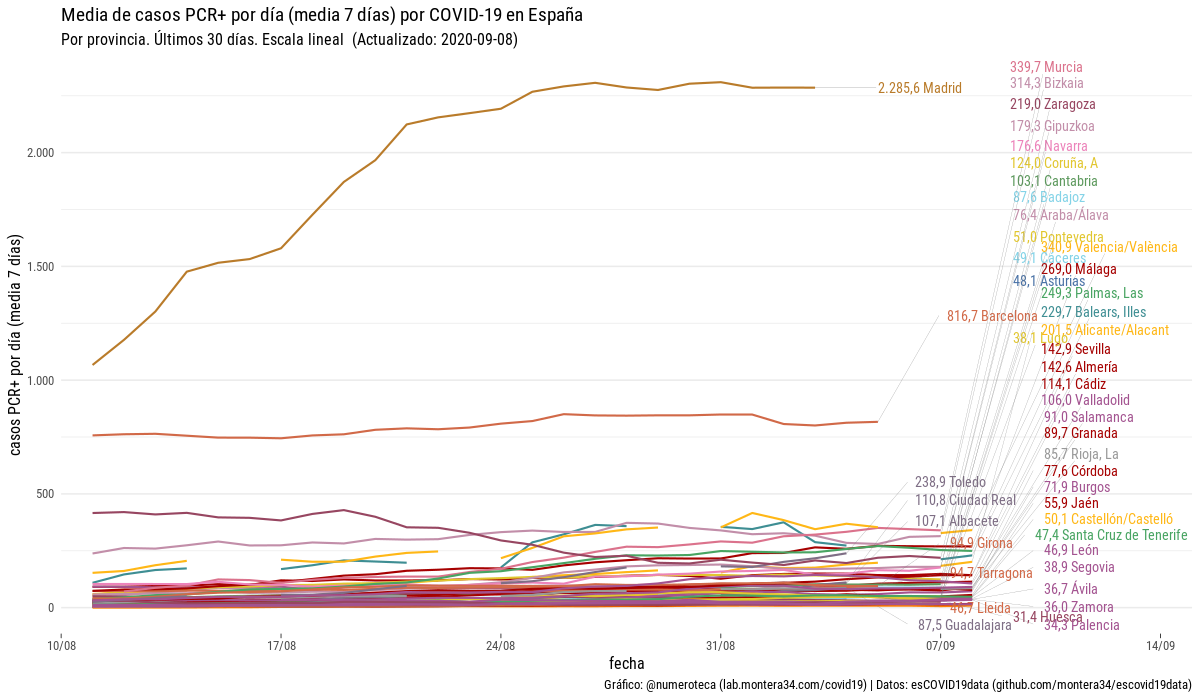 Media de casos PCR+ por día (media 7 días) por COVID-19 en España
Por provincia. Últimos 30 días. Escala lineal  (Actualizado: 2020-09-08)
casos PCR+ por día (media 7 días)
2.000
1.500
1.000
500
0
2.285,6 Madrid
816,7 Barcelona
339,7 Murcia
314,3 Bizkaia
219,0 Zaragoza
179,3 Gipuzkoa
176,6 Navarra
124,0 Coruña, A
103,1 Cantabria
87,6 Badajoz
76,4 Araba/Álava
51,0 Pontevedra
340,9 Valencia/València
49,1 Cáceres
269,0 Málaga
48,1 Asturias
249,3 Palmas, Las
229,7 Balears, Illes
201,5 Alicante/Alacant
38,1 Lugo
142,9 Sevilla
142,6 Almería
114,1 Cádiz
106,0 Valladolid
91,0 Salamanca
89,7 Granada
85,7 Rioja, La
77,6 Córdoba
71,9 Burgos
55,9 Jaén
50,1 Castellón/Castelló
47,4 Santa Cruz de Tenerife
46,9 León
38,9 Segovia
36,7 Ávila
36,0 Zamora
31,4 Huesca
34,3 Palencia
238,9 Toledo
110,8 Ciudad Real
107,1 Albacete
94,9 Girona
94,7 Tarragona
46,7 Lleida
87,5 Guadalajara
10/08
17/08
24/08
31/08
07/09
14/09
fecha
Gráfico: @numeroteca (lab.montera34.com/covid19) | Datos: esCOVID19data (github.com/montera34/escovid19data)